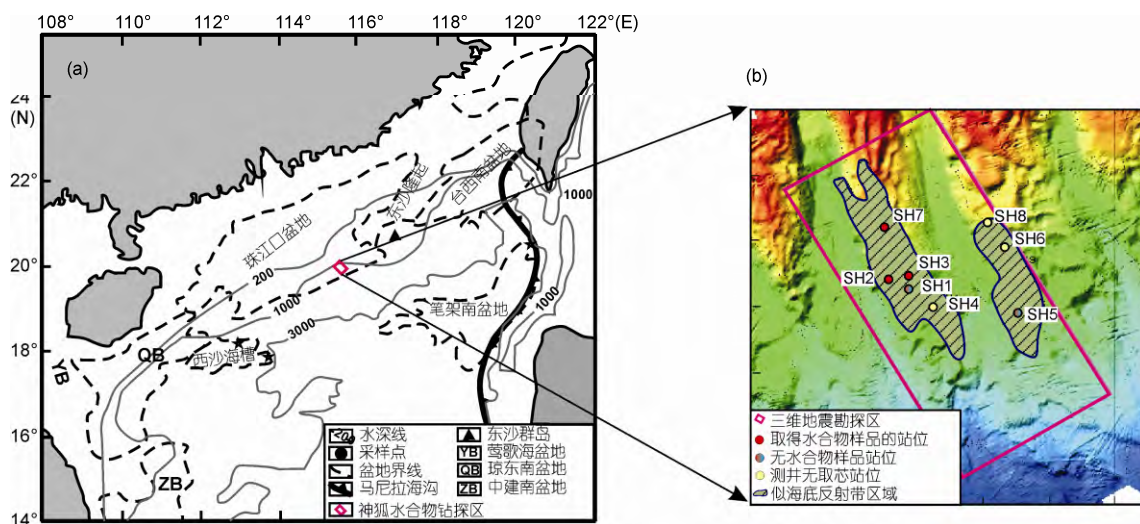 108° 110° 112° 114° 116° 118° 120° 122°(E)
(a)
24
(N)
22°
20°
18°
16°
14°
珠江口盆地
东沙隆起
台西南盆地
笔架南盆地
西沙海槽
200
1000
3000
1000
1000
QB
YB
ZB
水深线
采样点
盆地界线
马尼拉海沟
神狐水合物钻探区
东沙群岛
YB 莺歌海盆地
QB 琼东南盆地
ZB 中建南盆地
(b)
SH7
SH8
SH6
SH3
SH2
SH1
SH4
SH5
三维地震勘探区
取得水合物样品的站位
无水合物样品站位
测井无取芯站位
似海底反射带区域